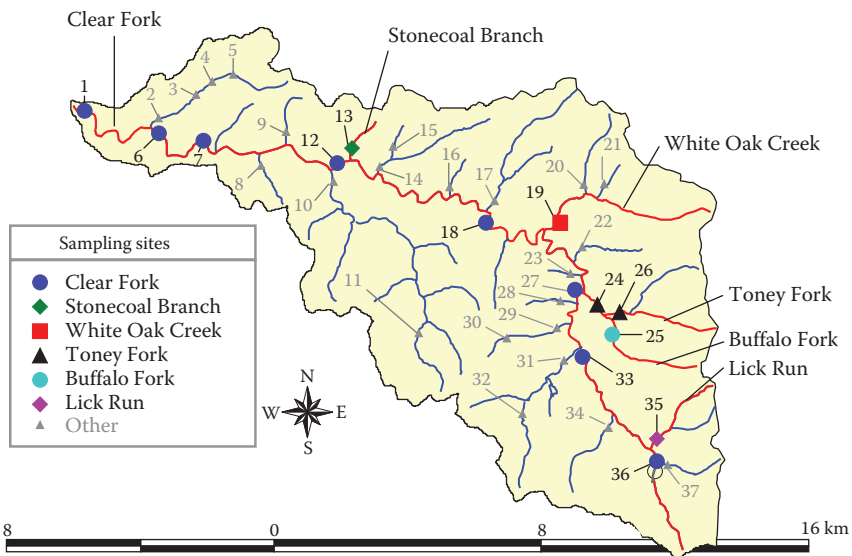 Clear Fork
Stonecoal Branch
White Oak Creek
Toney Fork
Buffalo Fork
Lick Run
1
2
3
4
5
6
7
8
9
10
11
12
13
14
15
16
17
18
19
20
21
22
23
24
25
26
27
28
29
30
31
32
33
34
35
36
37
Sampling sites
Clear Fork
Stonecoal Branch
White Oak Creek
Toney Fork
Buffalo Fork
Lick Run
Other
N
W E
S
8 0 8 16 km